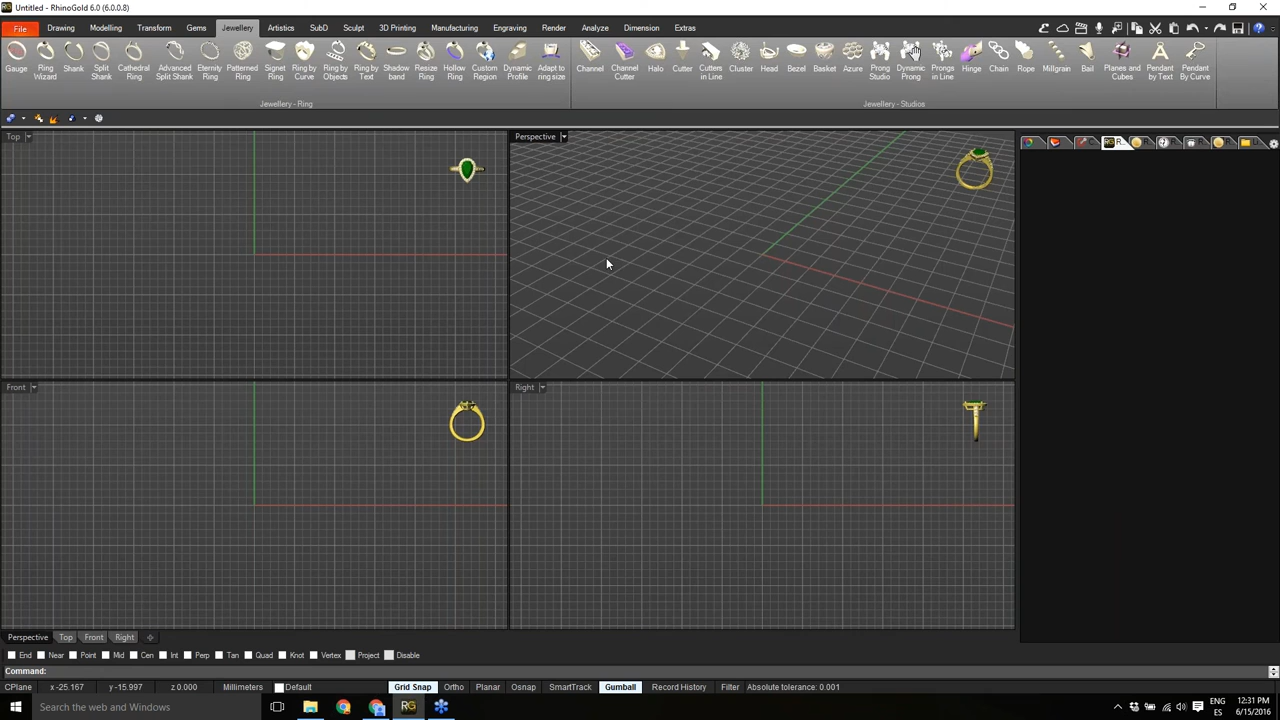 Untitled - RhinoGold 6.0 (6.0.0.8)
File Drawing Modelling Transform Gems Jewellery Artistics SubD Sculpt 3D Printing Manufacturing Engraving Render Analyze Dimension Extras
Gauge Ring Wizard Shank Split Shank Cathedral Ring Advanced Split Shank Eternity Ring Patterned Ring Signet Ring Ring by Curve Ring by Objects Ring by Text Shadow band Resize Ring Hollow Ring Custom Region Dynamic Profile Adapt to ring size Channel Channel Cutter Halo Cutter Cutters in Line Cluster Head Bezel Basket Azure Prong Studio Dynamic Prong Prongs in Line Hinge Chain Rope Millgrain Bail Planes and Cubes Pendant by Text Pendant By Curve
Jewellery - Ring Jewellery - Studios
Top Perspective
Front Right
Perspective Top Front Right
End Near Point Mid Cen Int Perp Tan Quad Knot Vertex Project Disable
Command:
CPlane x -25.167 y -15.997 z 0.000 Millimeters Default Grid Snap Ortho Planar Osnap SmartTrack Gumball Record History Filter Absolute tolerance: 0.001
Search the web and Windows
ENG 12:31 PM
ES 6/15/2016